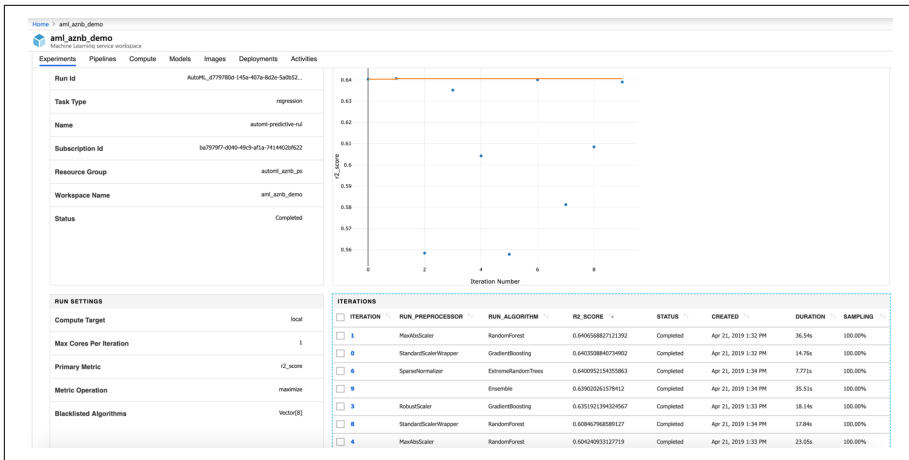 Home > aml_aznb_demo
aml_aznb_demo
Machine Learning service workspace
Experiments Pipelines Compute Models Images Deployments Activities
Run Id AutoML_d779780d-145a-407a-8d2e-5a0b52...
Task Type regression
Name automl-predictive-rul
Subscription Id ba7979f7-d040-49c9-af1a-7414402bf622
Resource Group automl_aznb_ps
Workspace Name aml_aznb_demo
Status Completed
r2_score
0.64
0.63
0.62
0.61
0.6
0.59
0.58
0.57
0.56
0 2 4 6 8
Iteration Number
RUN SETTINGS
Compute Target local
Max Cores Per Iteration 1
Primary Metric r2_score
Metric Operation maximize
Blacklisted Algorithms Vector[8]
ITERATIONS
ITERATION RUN_PREPROCESSOR RUN_ALGORITHM R2_SCORE STATUS CREATED DURATION SAMPLING
1 MaxAbsScaler RandomForest 0.6406568827121392 Completed Apr 21, 2019 1:32 PM 36.54s 100.00%
0 StandardScalerWrapper GradientBoosting 0.6403508840734902 Completed Apr 21, 2019 1:32 PM 14.76s 100.00%
6 SparseNormalizer ExtremeRandomTrees 0.6400952154355863 Completed Apr 21, 2019 1:34 PM 7.771s 100.00%
9 Ensemble 0.639020261578412 Completed Apr 21, 2019 1:34 PM 35.51s 100.00%
3 RobustScaler GradientBoosting 0.6351921394324567 Completed Apr 21, 2019 1:33 PM 18.14s 100.00%
8 StandardScalerWrapper RandomForest 0.608467968589127 Completed Apr 21, 2019 1:34 PM 17.84s 100.00%
4 MaxAbsScaler RandomForest 0.604240933127719 Completed Apr 21, 2019 1:33 PM 23.05s 100.00%